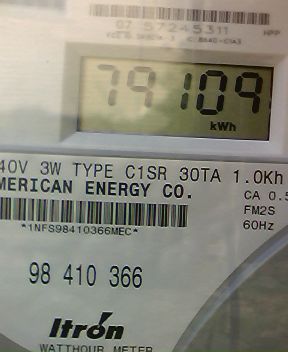 07 57245311
HPP
79109
kWh
40V 3W TYPE C1SR 30TA 1.0Kh
MERICAN ENERGY CO.
CA 0.5
FM2S
60Hz
*1NFS98410366MEC*
98 410 366
Itron
WATTHOUR METER